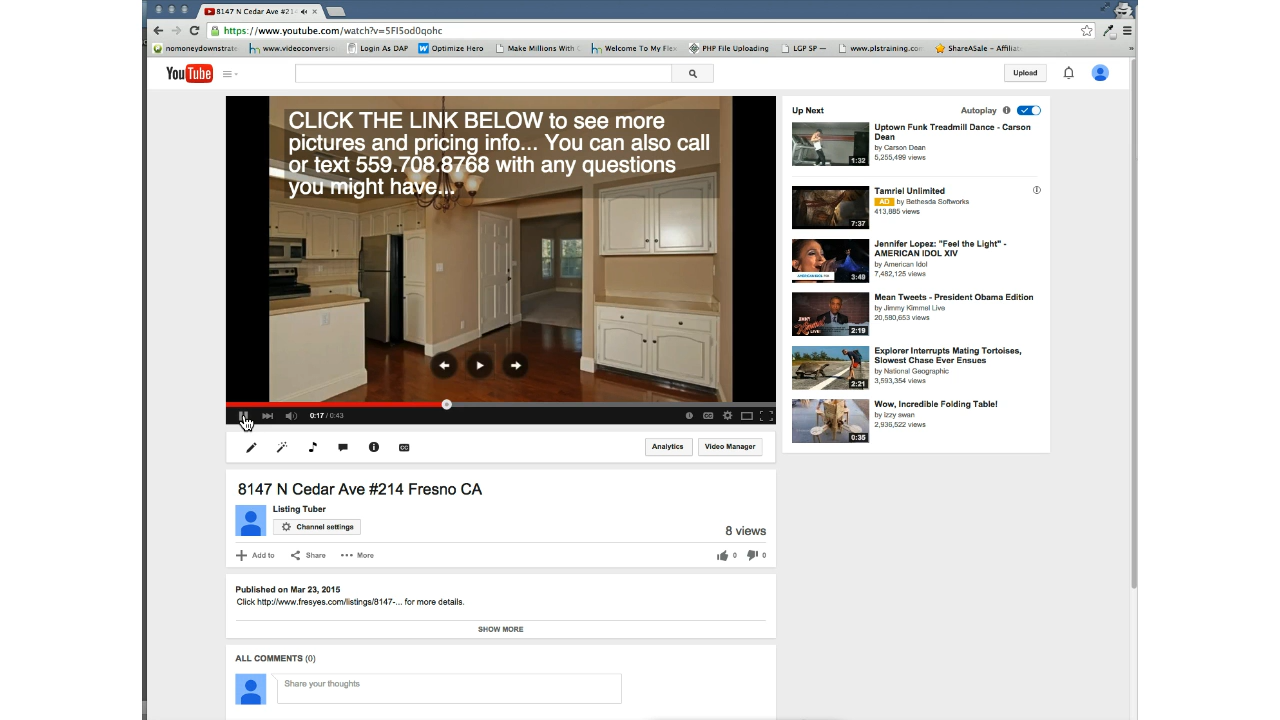 8147 N Cedar Ave #21
https://www.youtube.com/watch?v=5FI5od0qohc
nomoneydownstrate
www.videoconversio
Login As DAP
Optimize Hero
Make Millions With
Welcome To My Flex
PHP File Uploading
LGP SP —
www.plstraining.com
ShareASale – Affiliat
»
YouTube
Upload
CLICK THE LINK BELOW to see more
pictures and pricing info... You can also call
or text 559.708.8768 with any questions
you might have...
0:17 / 0:43
Analytics
Video Manager
8147 N Cedar Ave #214 Fresno CA
Listing Tuber
Channel settings
8 views
Add to
Share
More
0
0
Published on Mar 23, 2015
Click http://www.fresyes.com/listings/8147-... for more details.
SHOW MORE
ALL COMMENTS (0)
Share your thoughts
Up Next
Autoplay
Uptown Funk Treadmill Dance - Carson
Dean
by Carson Dean
5,255,499 views
1:32
Tamriel Unlimited
AD by Bethesda Softworks
413,885 views
7:37
Jennifer Lopez: "Feel the Light" -
AMERICAN IDOL XIV
by American Idol
7,482,125 views
3:49
Mean Tweets - President Obama Edition
by Jimmy Kimmel Live
20,580,653 views
2:19
Explorer Interrupts Mating Tortoises,
Slowest Chase Ever Ensues
by National Geographic
3,593,354 views
2:21
Wow, Incredible Folding Table!
by izzy swan
2,936,522 views
0:35